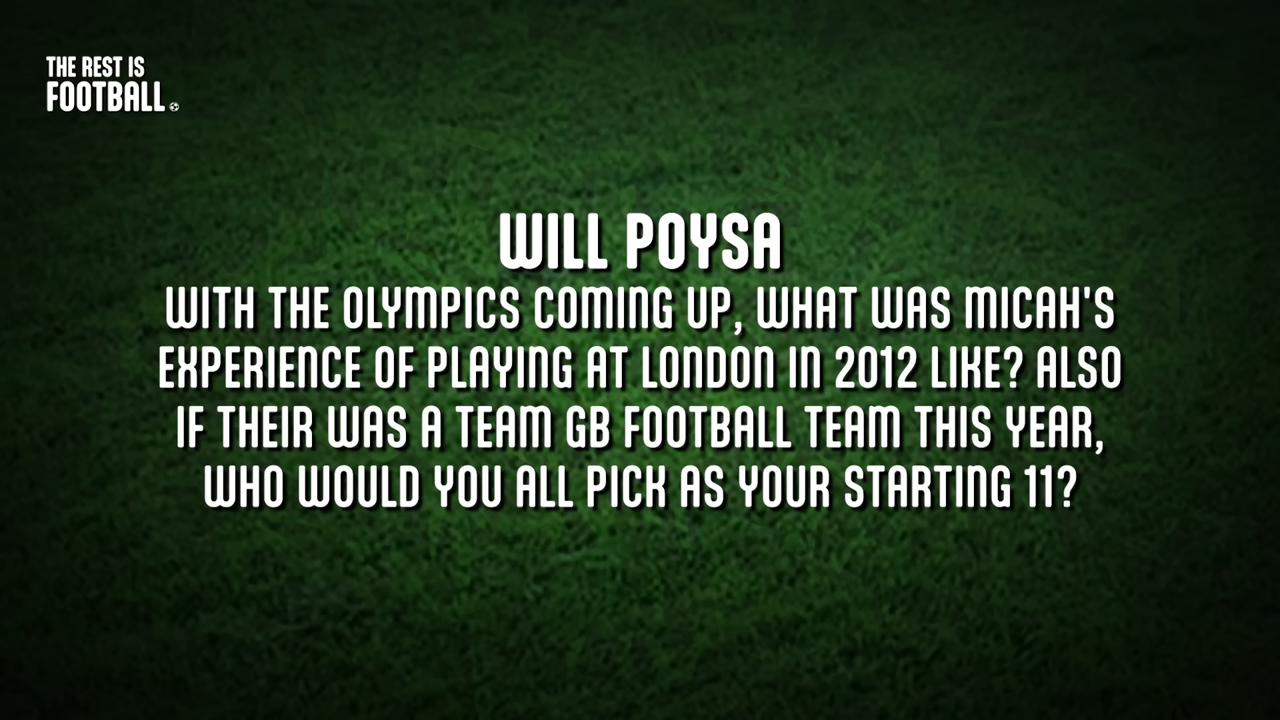 THE REST IS
FOOTBALL
WILL POYSA
WITH THE OLYMPICS COMING UP, WHAT WAS MICAH'S
EXPERIENCE OF PLAYING AT LONDON IN 2012 LIKE? ALSO
IF THEIR WAS A TEAM GB FOOTBALL TEAM THIS YEAR,
WHO WOULD YOU ALL PICK AS YOUR STARTING 11?